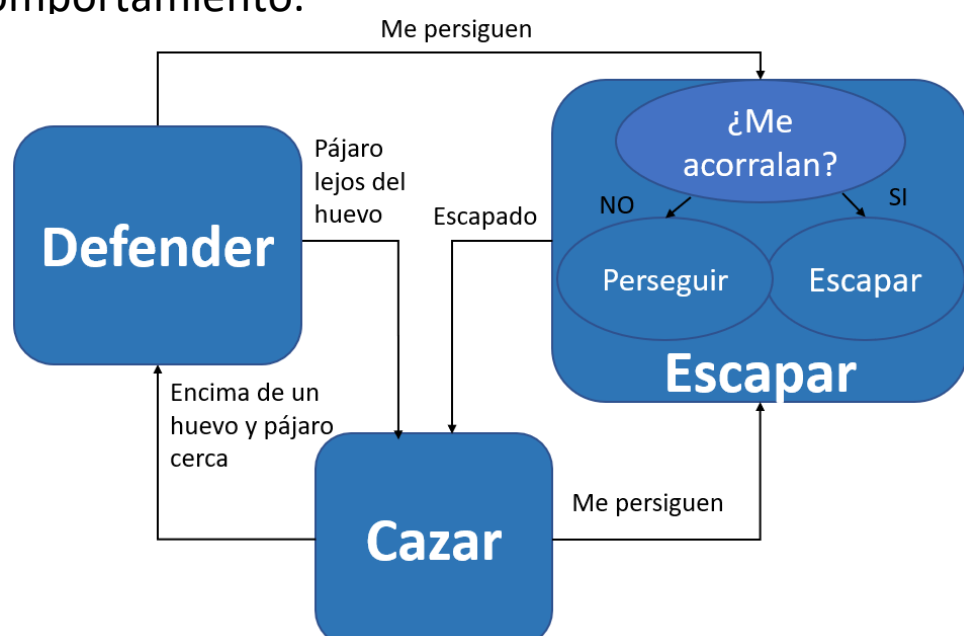 omportamiento:
Me persiguen
¿Me
acorralan?
Pájaro
lejos del
huevo
NO
SI
Escapado
Defender
Perseguir
Escapar
Escapar
Encima de un
huevo y pájaro
cerca
Me persiguen
Cazar